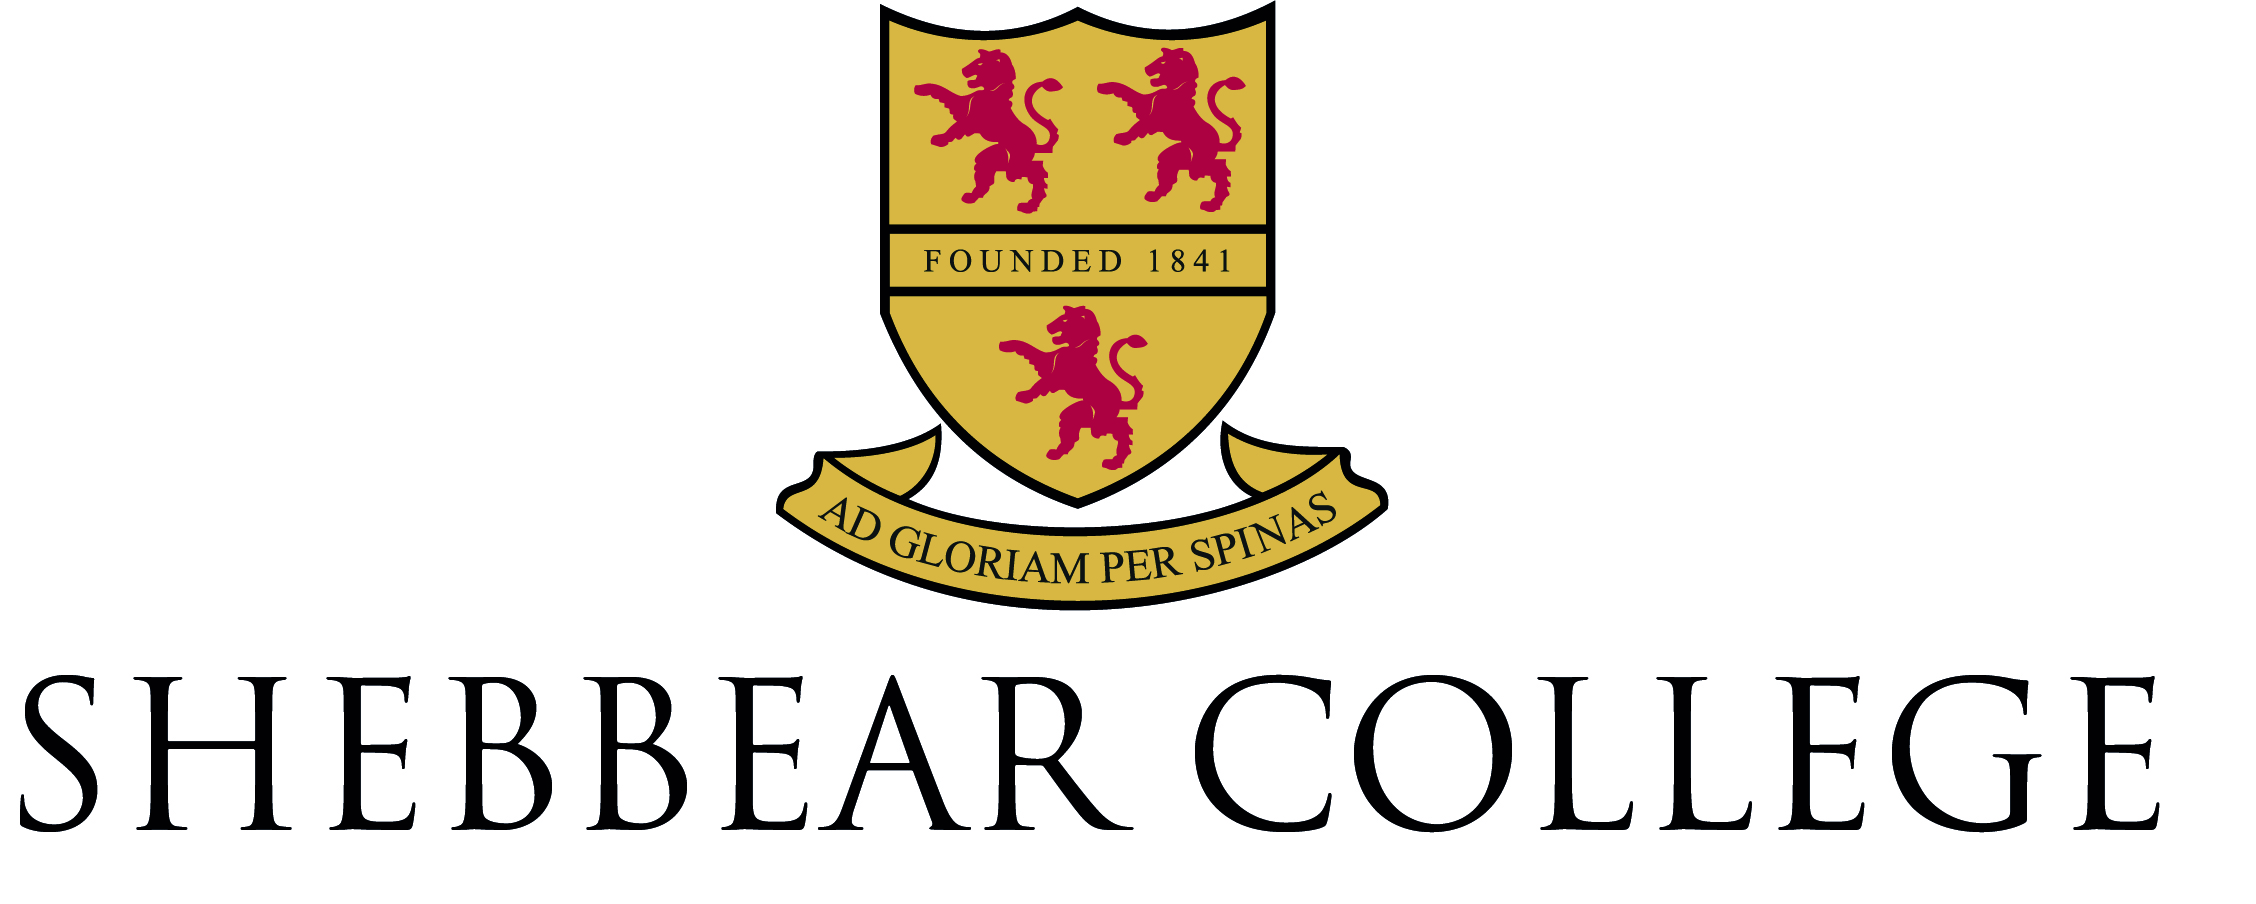 FOUNDED 1841
AD GLORIAM PER SPINAS
SHEBBEAR COLLEGE